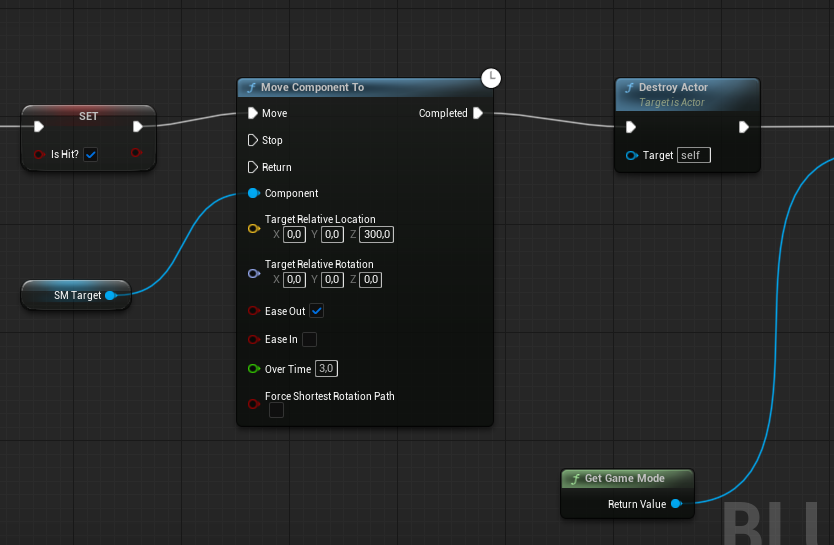 SET
Is Hit?
SM Target
Move Component To
Move
Completed
Stop
Return
Component
Target Relative Location
X 0,0 Y 0,0 Z 300,0
Target Relative Rotation
X 0,0 Y 0,0 Z 0,0
Ease Out
Ease In
Over Time 3,0
Force Shortest Rotation Path
Destroy Actor
Target is Actor
Target self
Get Game Mode
Return Value